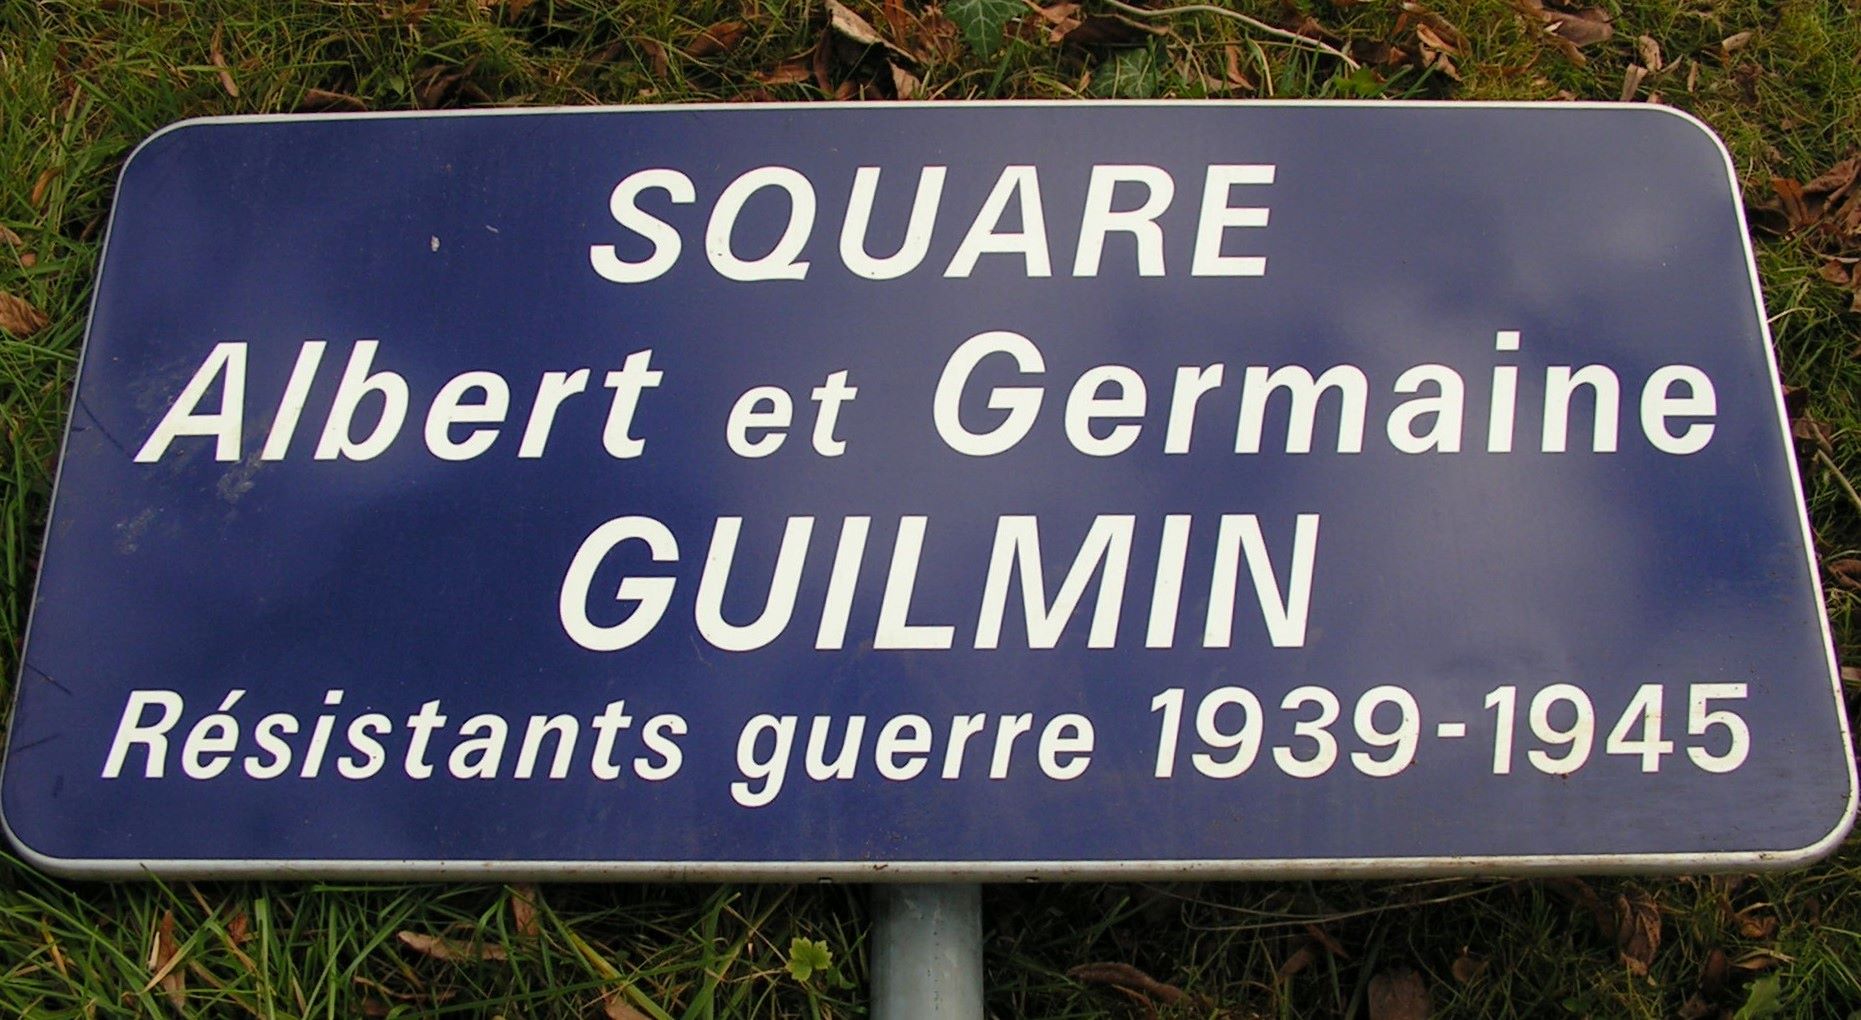 SQUARE
Albert et Germaine
GUILMIN
Résistants guerre 1939-1945